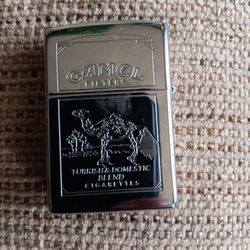 CAMEL
FILTERS
TURKISH & DOMESTIC
BLEND
CIGARETTES